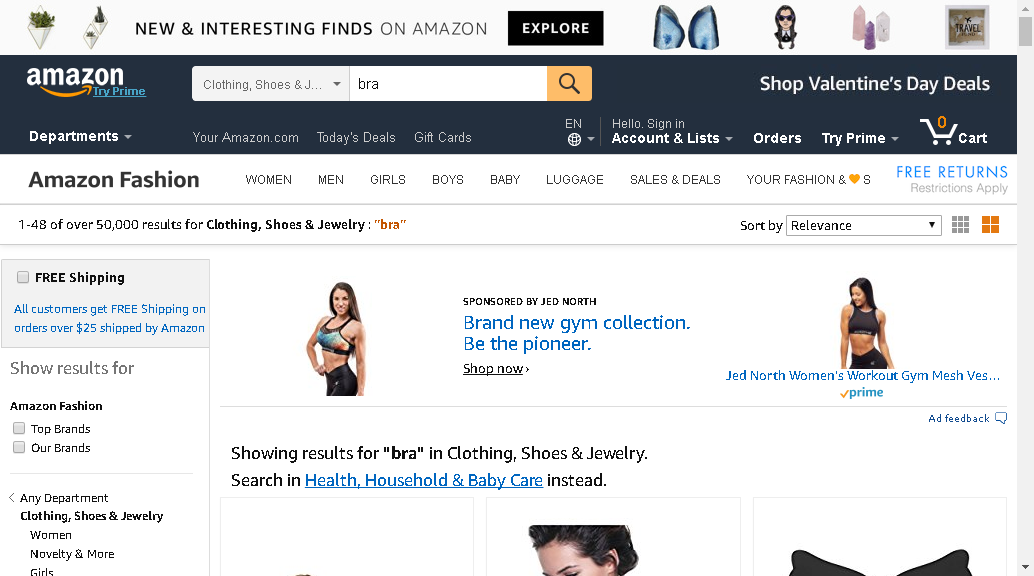 NEW & INTERESTING FINDS ON AMAZON EXPLORE
TRAVEL
amazon
Try Prime
Clothing, Shoes & J... bra
Shop Valentine's Day Deals
Departments
Your Amazon.com Today's Deals Gift Cards
EN
Hello. Sign in
Account & Lists
Orders
Try Prime
0
Cart
Amazon Fashion
WOMEN MEN GIRLS BOYS BABY LUGGAGE SALES & DEALS YOUR FASHION & 🧡 S
FREE RETURNS
Restrictions Apply
1-48 of over 50,000 results for Clothing, Shoes & Jewelry : "bra"
Sort by Relevance
FREE Shipping
All customers get FREE Shipping on
orders over $25 shipped by Amazon
Show results for
Amazon Fashion
Top Brands
Our Brands
Any Department
Clothing, Shoes & Jewelry
Women
Novelty & More
Girls
SPONSORED BY JED NORTH
Brand new gym collection.
Be the pioneer.
Shop now ›
Jed North Women's Workout Gym Mesh Ves...
prime
Ad feedback
Showing results for "bra" in Clothing, Shoes & Jewelry.
Search in Health, Household & Baby Care instead.